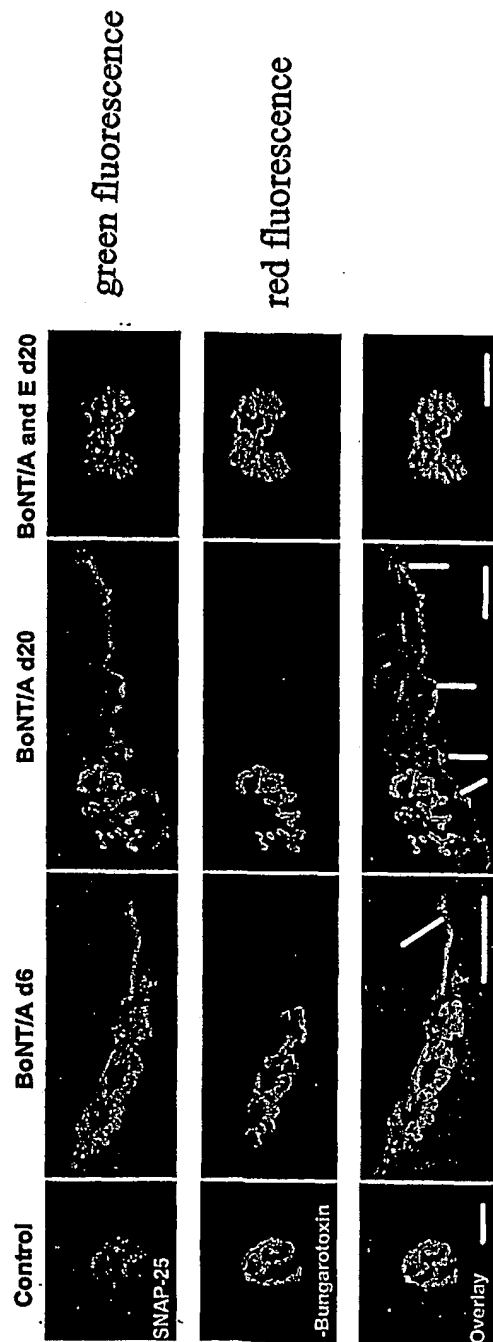 Control
BoNT/A d6
BoNT/A d20
BoNT/A and E d20
SNAP-25
green fluorescence
-Bungarotoxin
red fluorescence
Overlay